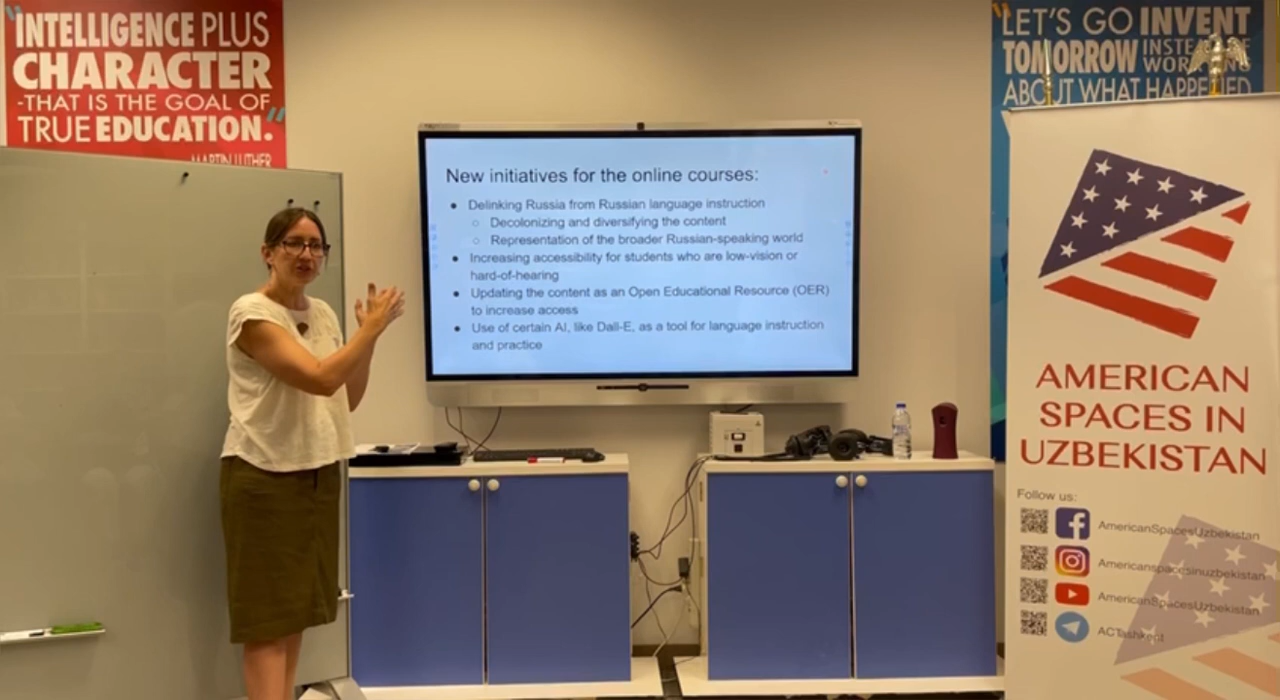 "INTELLIGENCE PLUS
CHARACTER
-THAT IS THE GOAL OF
TRUE EDUCATION."
MARTIN LUTHER
New initiatives for the online courses:
• Delinking Russia from Russian language instruction
○ Decolonizing and diversifying the content
○ Representation of the broader Russian-speaking world
• Increasing accessibility for students who are low-vision or
hard-of-hearing
• Updating the content as an Open Educational Resource (OER)
to increase access
• Use of certain AI, like Dall-E, as a tool for language instruction
and practice
"LET'S GO INVENT
TOMORROW INSTEAD OF
WORRYING
ABOUT WHAT HAPPENED
AMERICAN
SPACES IN
UZBEKISTAN
Follow us:
AmericanSpacesUzbekistan
Americanspacesinuzbekistan
AmericanSpacesUzbekistan
ACTashkent